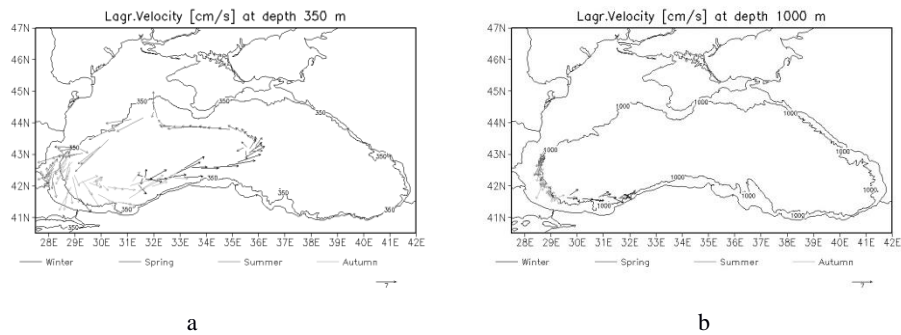 Lagr.Velocity [cm/s] at depth 350 m
47N
46N
45N
44N
43N
42N
41N
350
350
350
350
350
350
350
350
28E 29E 30E 31E 32E 33E 34E 35E 36E 37E 38E 39E 40E 41E 42E
Winter Spring Summer Autumn
7
a
Lagr.Velocity [cm/s] at depth 1000 m
47N
46N
45N
44N
43N
42N
41N
1000
1000
1000
1000
1000
1000
1000
1000
1000
28E 29E 30E 31E 32E 33E 34E 35E 36E 37E 38E 39E 40E 41E 42E
Winter Spring Summer Autumn
7
b